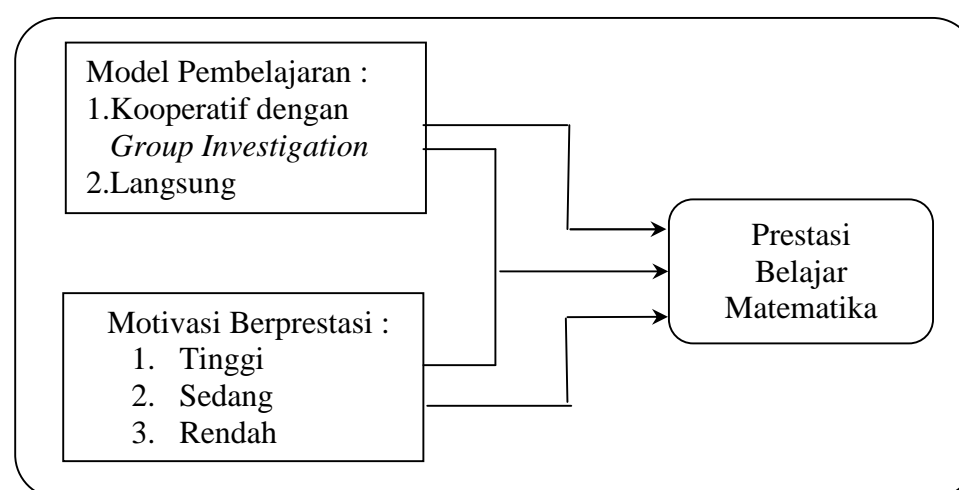 Model Pembelajaran :
1.Kooperatif dengan
Group Investigation
2.Langsung
Motivasi Berprestasi :
1. Tinggi
2. Sedang
3. Rendah
Prestasi
Belajar
Matematika